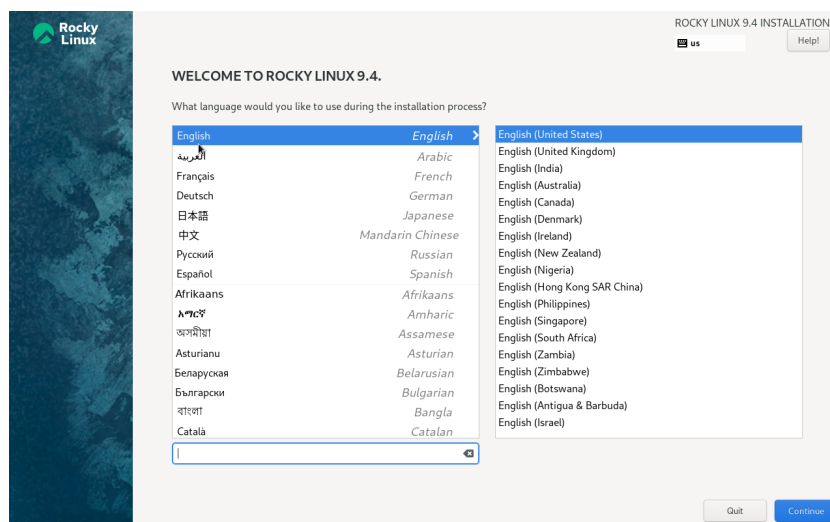 Rocky
Linux
ROCKY LINUX 9.4 INSTALLATION
us
Help!
WELCOME TO ROCKY LINUX 9.4.
What language would you like to use during the installation process?
English English
العربية Arabic
Français French
Deutsch German
日本語 Japanese
中文 Mandarin Chinese
Русский Russian
Español Spanish
Afrikaans Afrikaans
አማርኛ Amharic
অসমীয়া Assamese
Asturianu Asturian
Беларуская Belarusian
Български Bulgarian
বাংলা Bangla
Català Catalan
English (United States)
English (United Kingdom)
English (India)
English (Australia)
English (Canada)
English (Denmark)
English (Ireland)
English (New Zealand)
English (Nigeria)
English (Hong Kong SAR China)
English (Philippines)
English (Singapore)
English (South Africa)
English (Zambia)
English (Zimbabwe)
English (Botswana)
English (Antigua & Barbuda)
English (Israel)
Quit
Continue